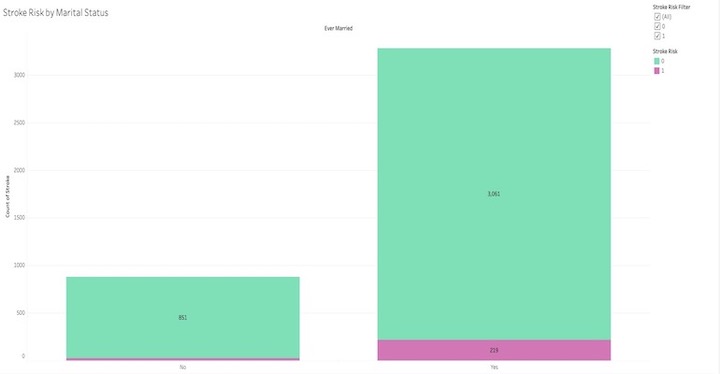 Stroke Risk by Marital Status
Ever Married
Stroke Risk Filter
(All)
0
1
Stroke Risk
0
1
Count of Stroke
3000
2500
2000
1500
1000
500
0
851
3,061
219
No
Yes